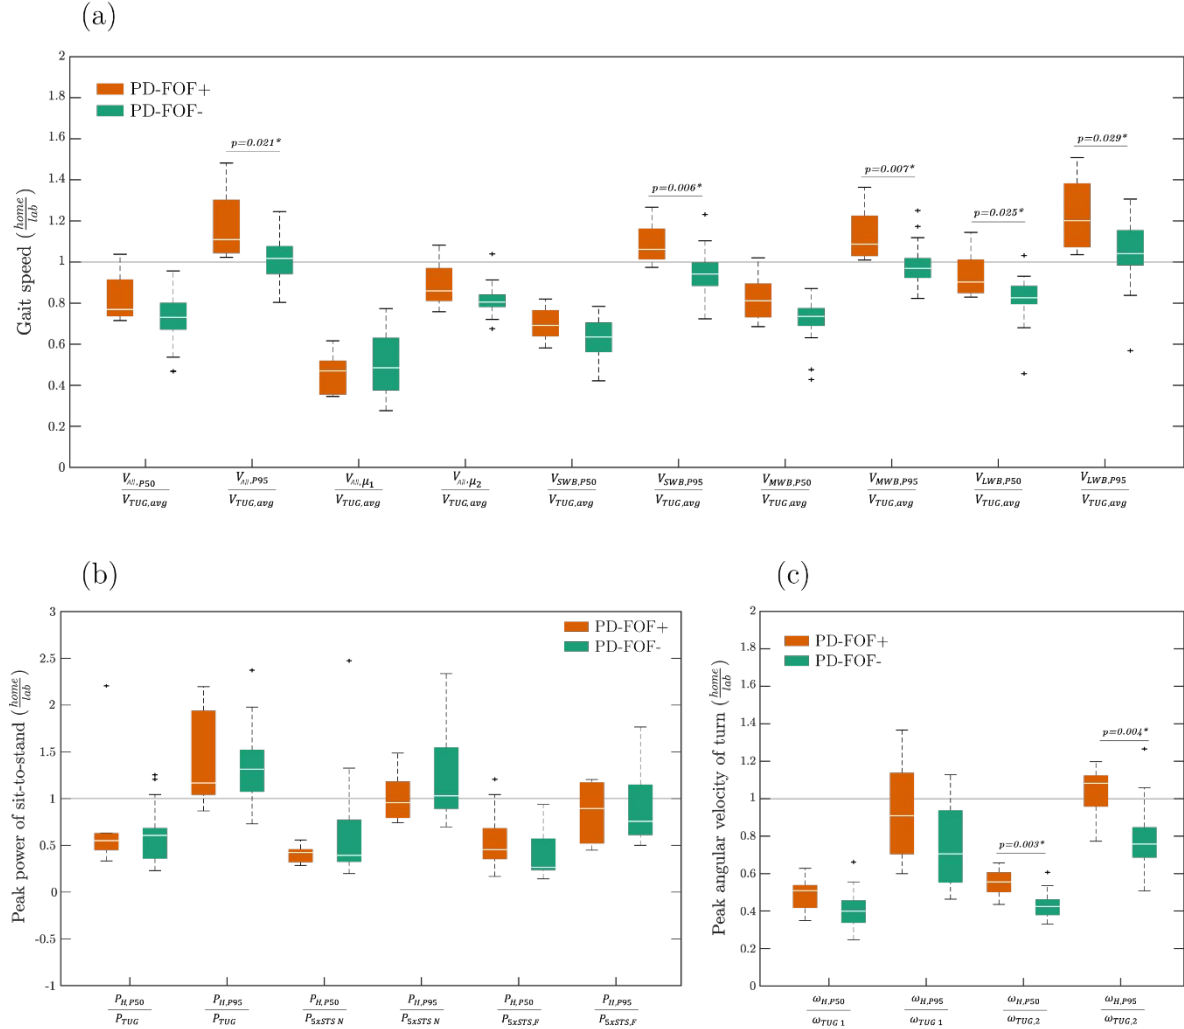 (a)
2
1.8
1.6
1.4
1.2
1
0.8
0.6
0.4
0.2
0
Gait speed (home/lab)
PD-FOF+
PD-FOF-
p=0.021*
p=0.006*
p=0.007*
p=0.025*
p=0.029*
V_All,P50 V_All,P95 V_All,μ1 V_All,μ2 V_SWB,P50 V_SWB,P95 V_MWB,P50 V_MWB,P95 V_LWB,P50 V_LWB,P95
V_TUG,avg V_TUG,avg V_TUG,avg V_TUG,avg V_TUG,avg V_TUG,avg V_TUG,avg V_TUG,avg V_TUG,avg V_TUG,avg
(b)
3
2.5
2
1.5
1
0.5
0
-0.5
-1
Peak power of sit-to-stand (home/lab)
PD-FOF+
PD-FOF-
P_H,P50 P_H,P95 P_H,P50 P_H,P95 P_H,P50 P_H,P95
P_TUG P_TUG P_5xSTS N P_5xSTS N P_5xSTS,F P_5xSTS,F
(c)
2
1.8
1.6
1.4
1.2
1
0.8
0.6
0.4
0.2
0
Peak angular velocity of turn (home/lab)
PD-FOF+
PD-FOF-
p=0.003*
p=0.004*
ω_H,P50 ω_H,P95 ω_H,P50 ω_H,P95
ω_TUG 1 ω_TUG 1 ω_TUG,2 ω_TUG,2